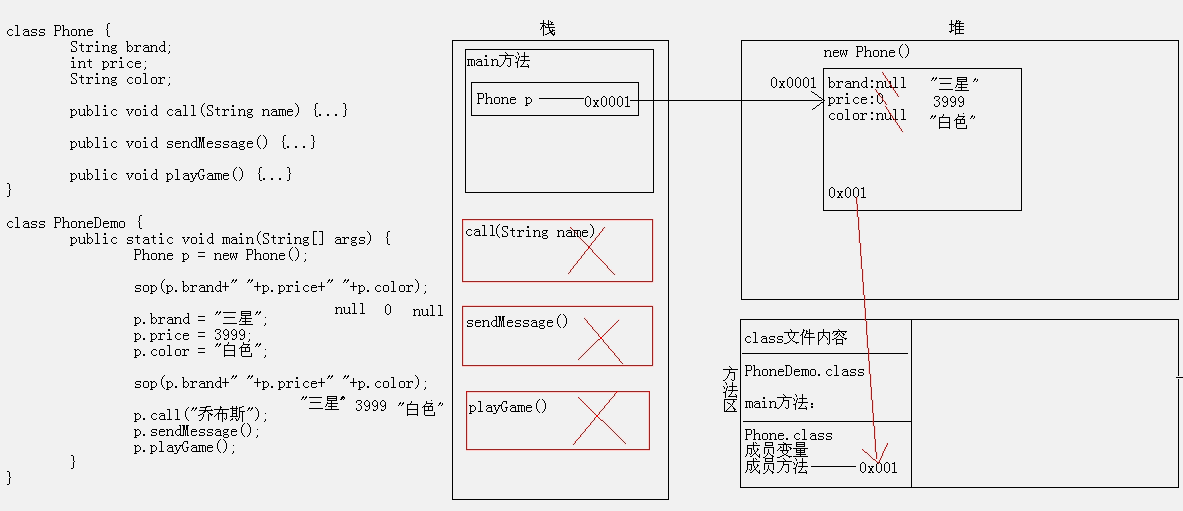 class Phone {
String brand;
int price;
String color;
public void call(String name) {...}
public void sendMessage() {...}
public void playGame() {...}
}
class PhoneDemo {
public static void main(String[] args) {
Phone p = new Phone();
sop(p.brand+" "+p.price+" "+p.color);
null 0 null
p.brand = "三星";
p.price = 3999;
p.color = "白色";
sop(p.brand+" "+p.price+" "+p.color);
"三星" 3999 "白色"
p.call("乔布斯");
p.sendMessage();
p.playGame();
}
}
栈
main方法
Phone p 0x0001
call(String name)
sendMessage()
playGame()
堆
new Phone()
0x0001
brand:null "三星"
price:0 3999
color:null "白色"
0x001
方法区
class文件内容
PhoneDemo.class
main方法:
Phone.class
成员变量
成员方法 0x001